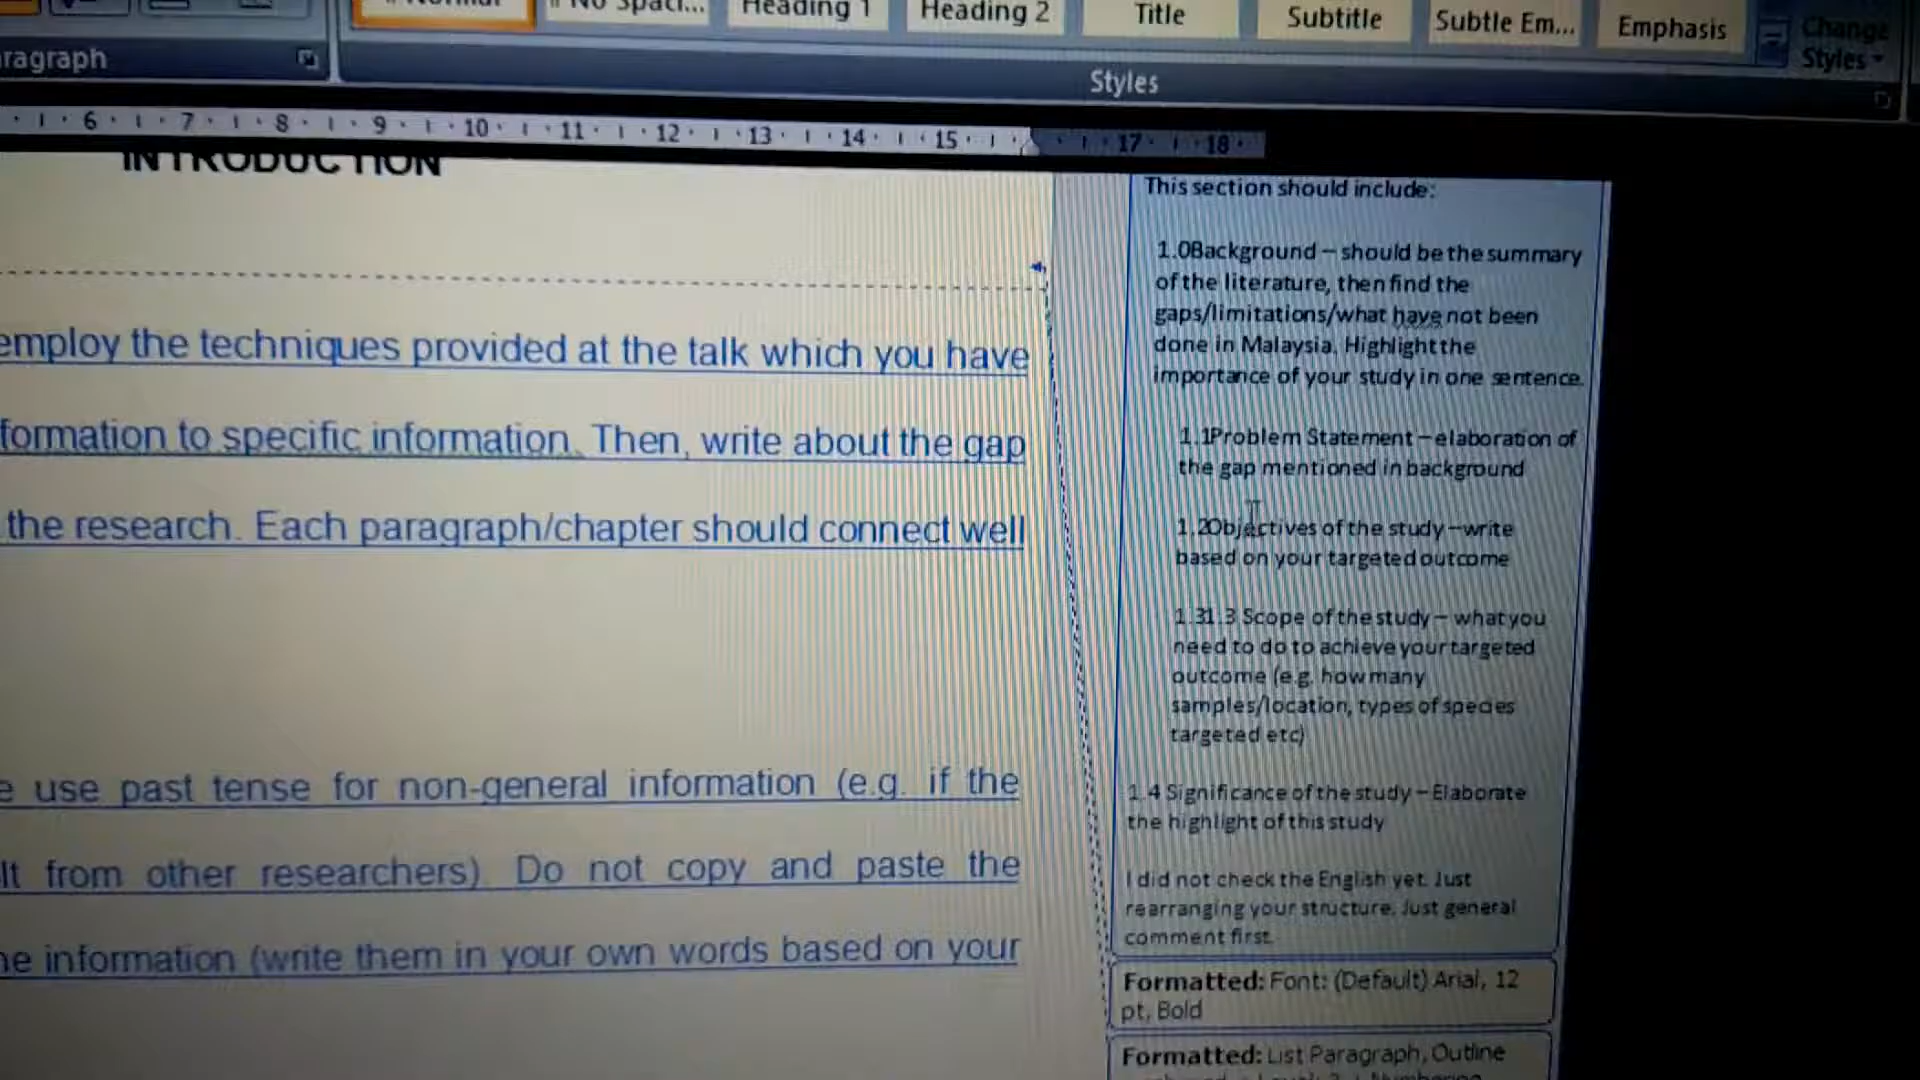 Normal
No Spaci...
Heading 1
Heading 2
Title
Subtitle
Subtle Em...
Emphasis
Change
Styles
ragraph
Styles
6 7 8 9 10 11 12 13 14 15 17 18
INTRODUCTION
employ the techniques provided at the talk which you have
formation to specific information. Then, write about the gap
the research. Each paragraph/chapter should connect well
e use past tense for non-general information (e.g. if the
lt from other researchers) Do not copy and paste the
ne information (write them in your own words based on your
This section should include:
1.0Background – should be the summary
of the literature, then find the
gaps/limitations/what have not been
done in Malaysia. Highlight the
importance of your study in one sentence.
1.1Problem Statement – elaboration of
the gap mentioned in background
1.2Objectives of the study – write
based on your targeted outcome
1.31.3 Scope of the study – what you
need to do to achieve your targeted
outcome (e.g. how many
samples/location, types of species
targeted etc)
1.4 Significance of the study – Elaborate
the highlight of this study
I did not check the English yet. Just
rearranging your structure. Just general
comment first.
Formatted: Font: (Default) Arial, 12
pt, Bold
Formatted: List Paragraph, Outline